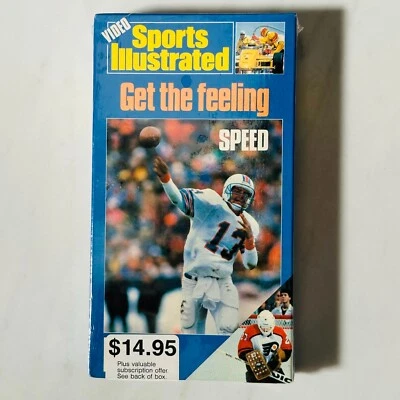 VIDEO
Sports
Illustrated
Get the feeling
SPEED
13
$14.95
Plus valuable
subscription offer.
See back of box.